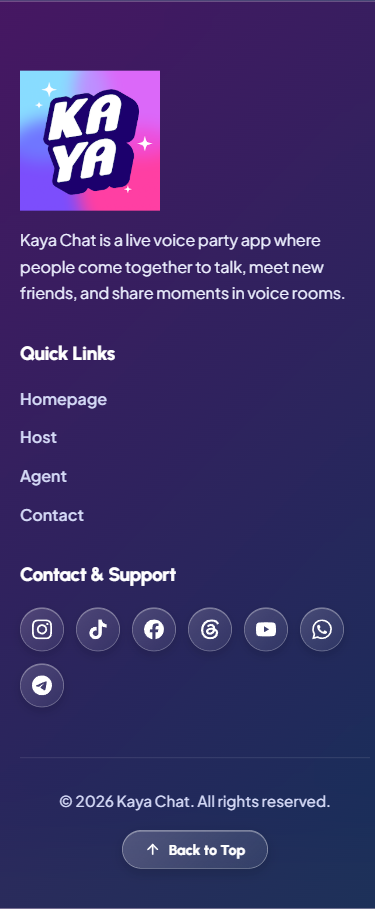 KA
YA
Kaya Chat is a live voice party app where
people come together to talk, meet new
friends, and share moments in voice rooms.
Quick Links
Homepage
Host
Agent
Contact
Contact & Support
© 2026 Kaya Chat. All rights reserved.
Back to Top